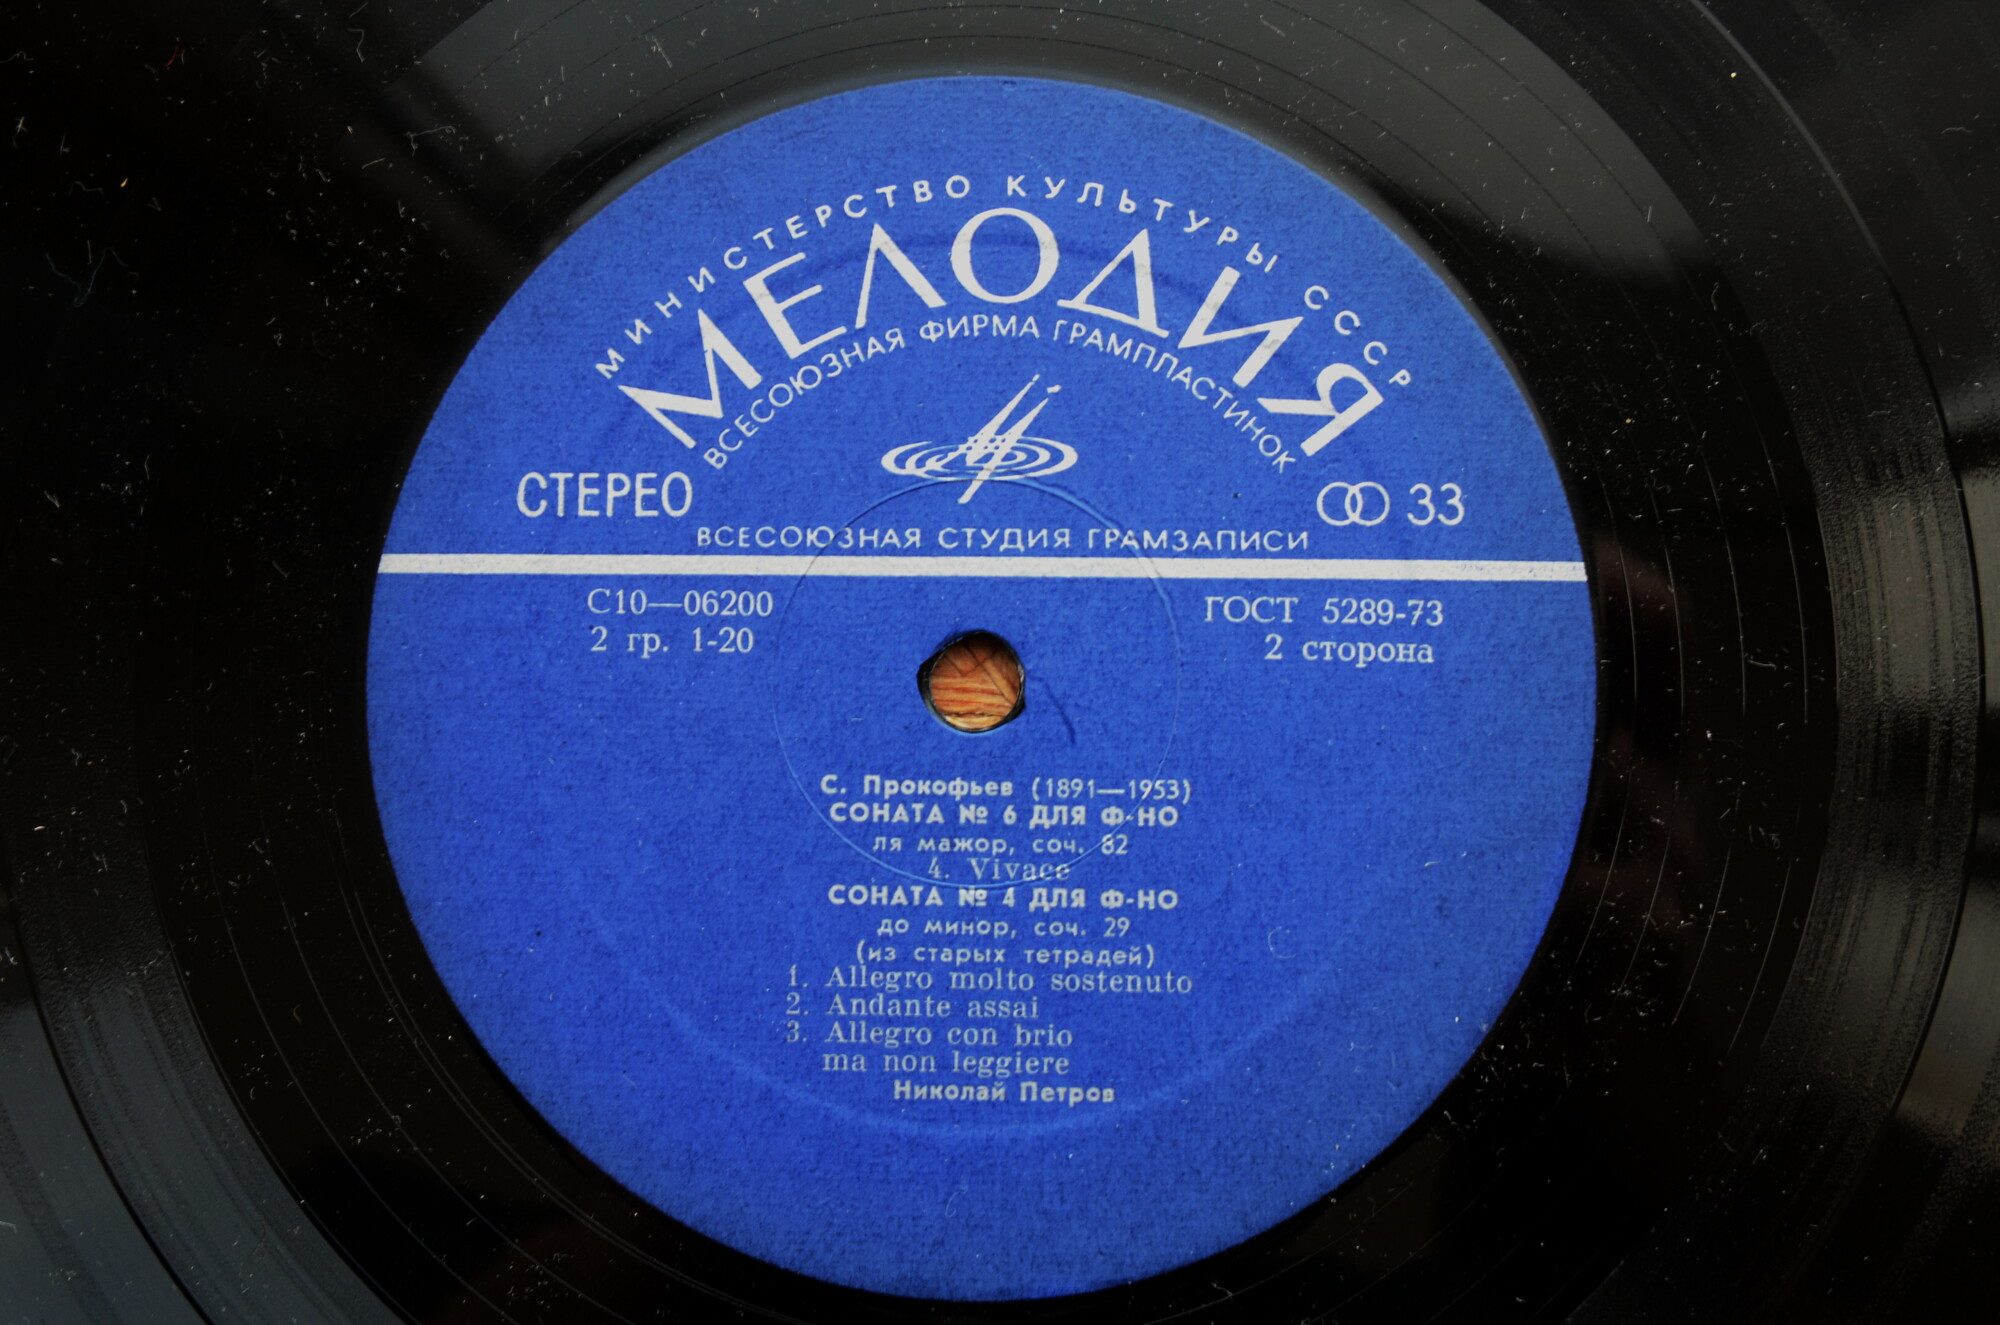 МИНИСТЕРСТВО КУЛЬТУРЫ СССР
МЕЛОДИЯ
ВСЕСОЮЗНАЯ ФИРМА ГРАМПЛАСТИНОК
СТЕРЕО
33
ВСЕСОЮЗНАЯ СТУДИЯ ГРАМЗАПИСИ
С10—06200
ГОСТ 5289-73
2 гр. 1-20
2 сторона
С. Прокофьев (1891—1953)
СОНАТА № 6 ДЛЯ Ф-НО
ля мажор, соч. 82
4. Vivace
СОНАТА № 4 ДЛЯ Ф-НО
до минор, соч. 29
(из старых тетрадей)
1. Allegro molto sostenuto
2. Andante assai
3. Allegro con brio
ma non leggiere
Николай Петров